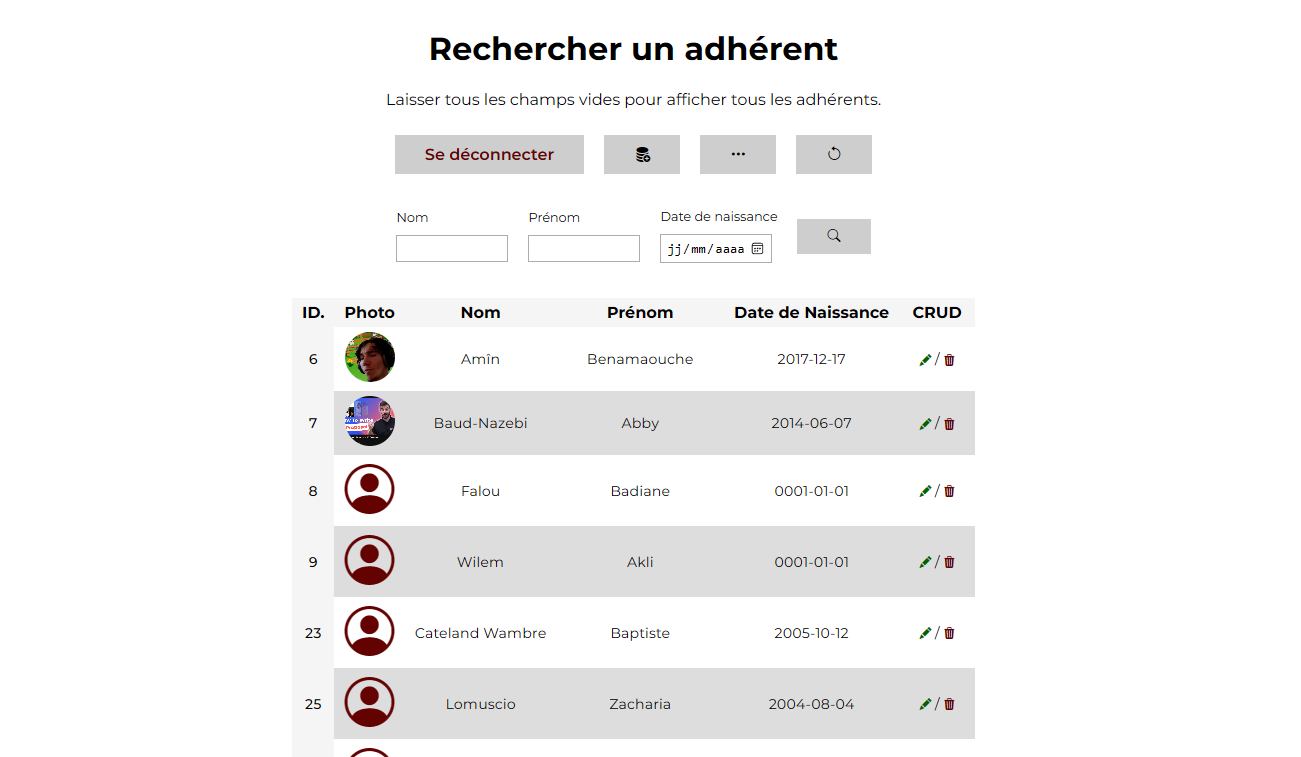 Rechercher un adhérent
Laisser tous les champs vides pour afficher tous les adhérents.
Se déconnecter
Nom Prénom Date de naissance
jj/mm/aaaa
ID. Photo Nom Prénom Date de Naissance CRUD
6 Amîn Benamaouche 2017-12-17 /
7 Baud-Nazebi Abby 2014-06-07 /
8 Falou Badiane 0001-01-01 /
9 Wilem Akli 0001-01-01 /
23 Cateland Wambre Baptiste 2005-10-12 /
25 Lomuscio Zacharia 2004-08-04 /